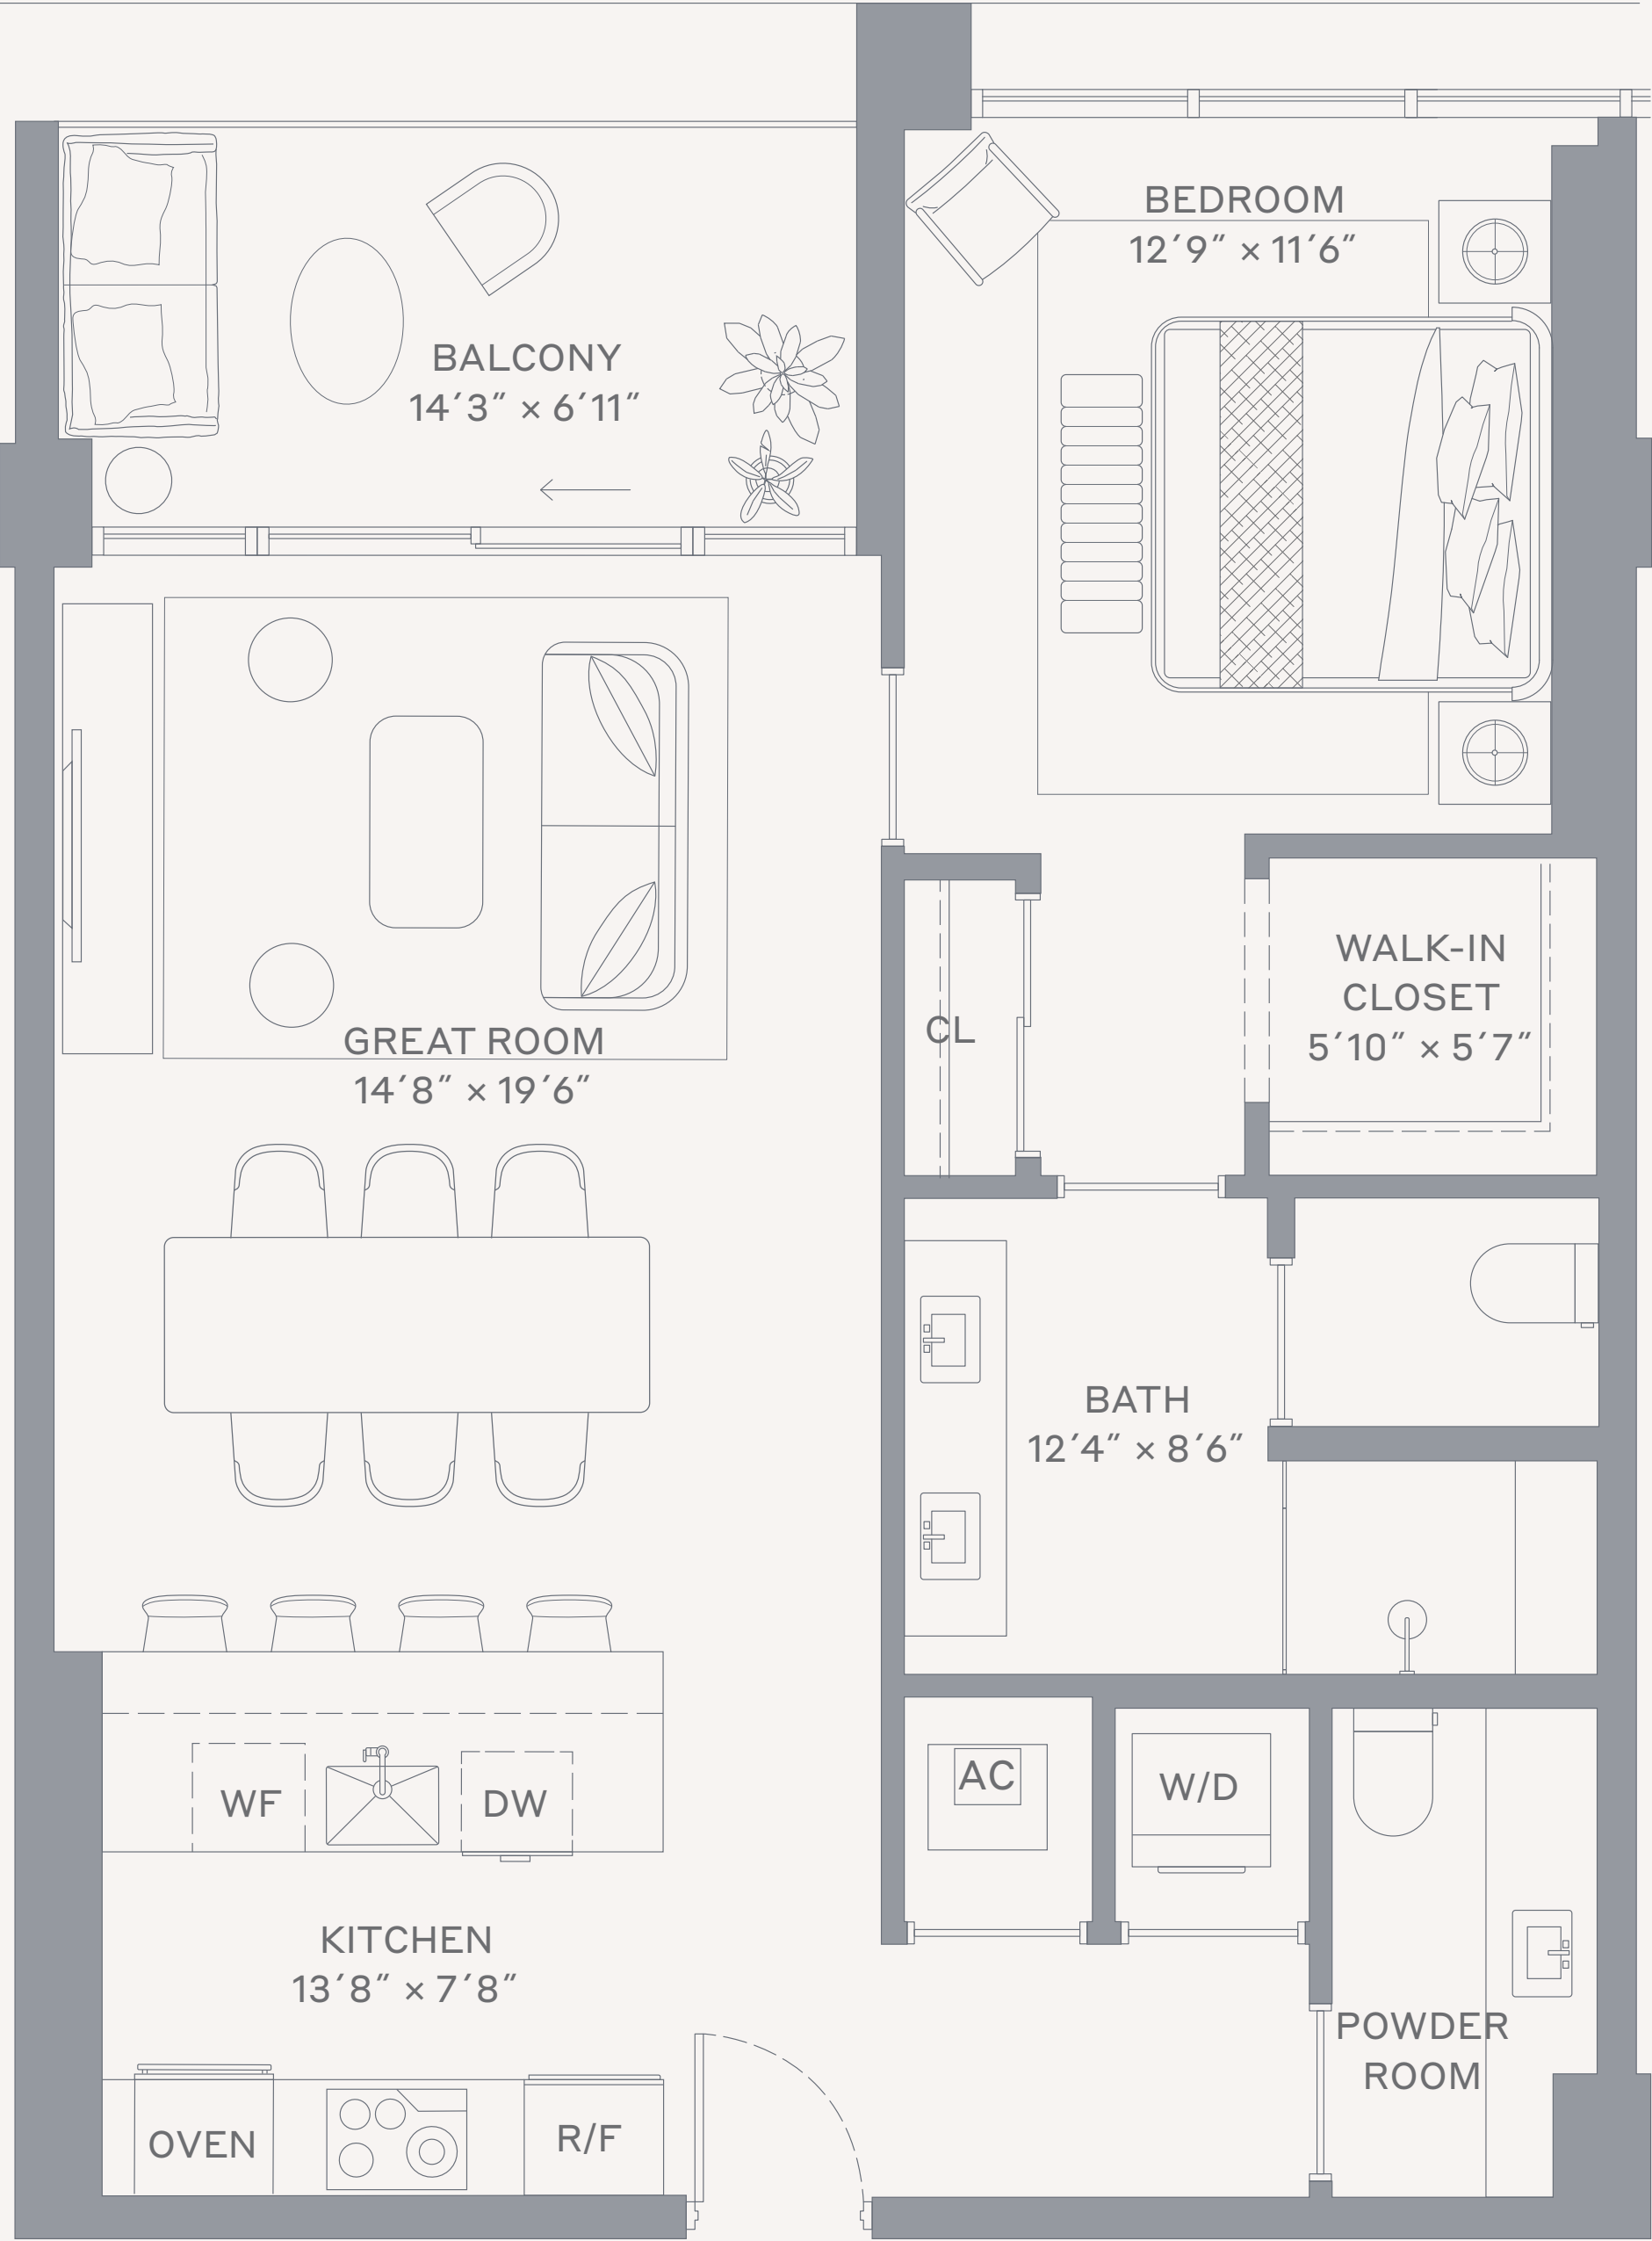 BEDROOM
12´9˝ × 11´6˝
BALCONY
14´3˝ × 6´11˝
WALK-IN
CLOSET
5´10˝ × 5´7˝
CL
GREAT ROOM
14´8˝ × 19´6˝
BATH
12´4˝ × 8´6˝
AC
W/D
WF
DW
KITCHEN
13´8˝ × 7´8˝
POWDER
ROOM
OVEN
R/F